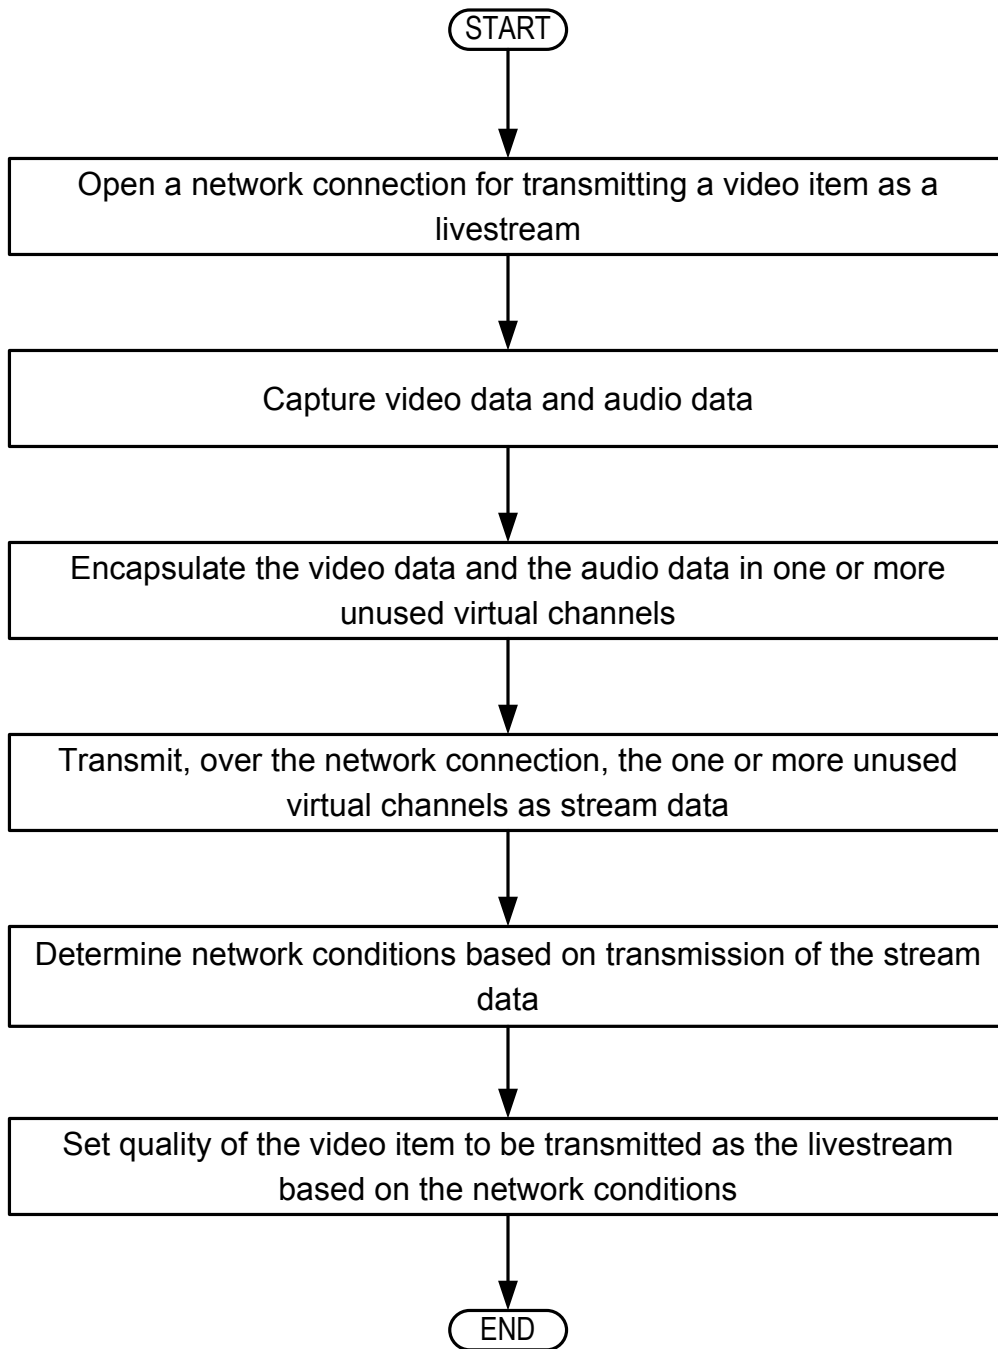 START
Open a network connection for transmitting a video item as a
livestream
Capture video data and audio data
Encapsulate the video data and the audio data in one or more
unused virtual channels
Transmit, over the network connection, the one or more unused
virtual channels as stream data
Determine network conditions based on transmission of the stream
data
Set quality of the video item to be transmitted as the livestream
based on the network conditions
END